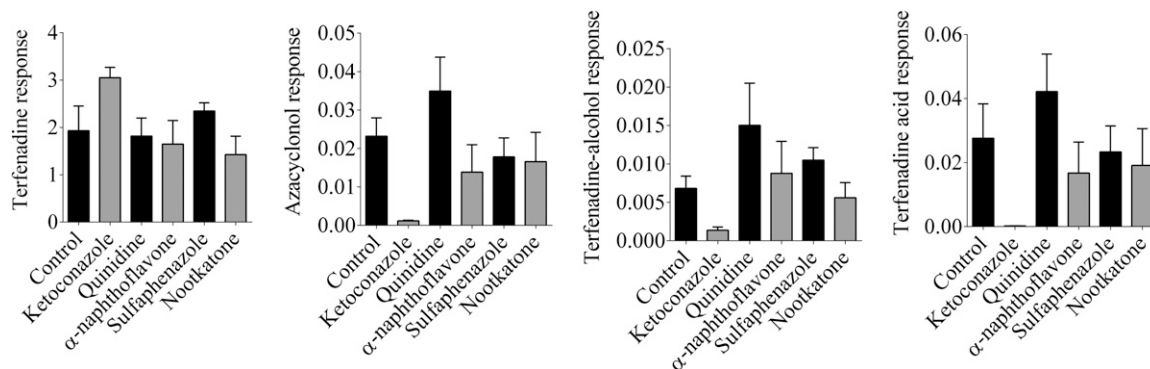 Terfenadine response
4
3
2
1
0
Control
Ketoconazole
Quinidine
α-naphthoflavone
Sulfaphenazole
Nootkatone
Azacyclonol response
0.05
0.04
0.03
0.02
0.01
0.00
Control
Ketoconazole
Quinidine
α-naphthoflavone
Sulfaphenazole
Nootkatone
Terfenadine-alcohol response
0.025
0.020
0.015
0.010
0.005
0.000
Control
Ketoconazole
Quinidine
α-naphthoflavone
Sulfaphenazole
Nootkatone
Terfenadine acid response
0.06
0.04
0.02
0.00
Control
Ketoconazole
Quinidine
α-naphthoflavone
Sulfaphenazole
Nootkatone